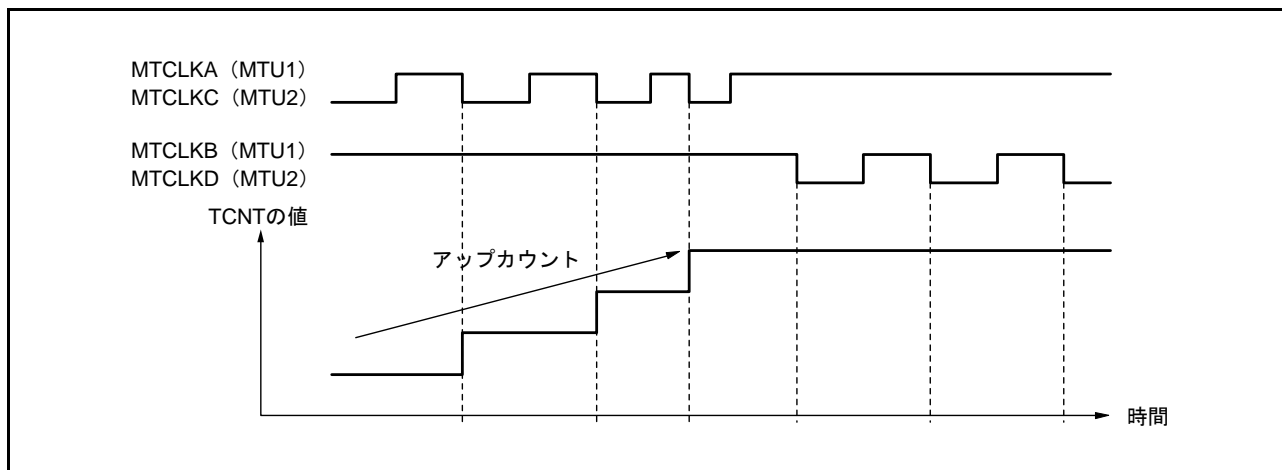 MTCLKA（MTU1）
MTCLKC（MTU2）
MTCLKB（MTU1）
MTCLKD（MTU2）
TCNTの値
アップカウント
時間